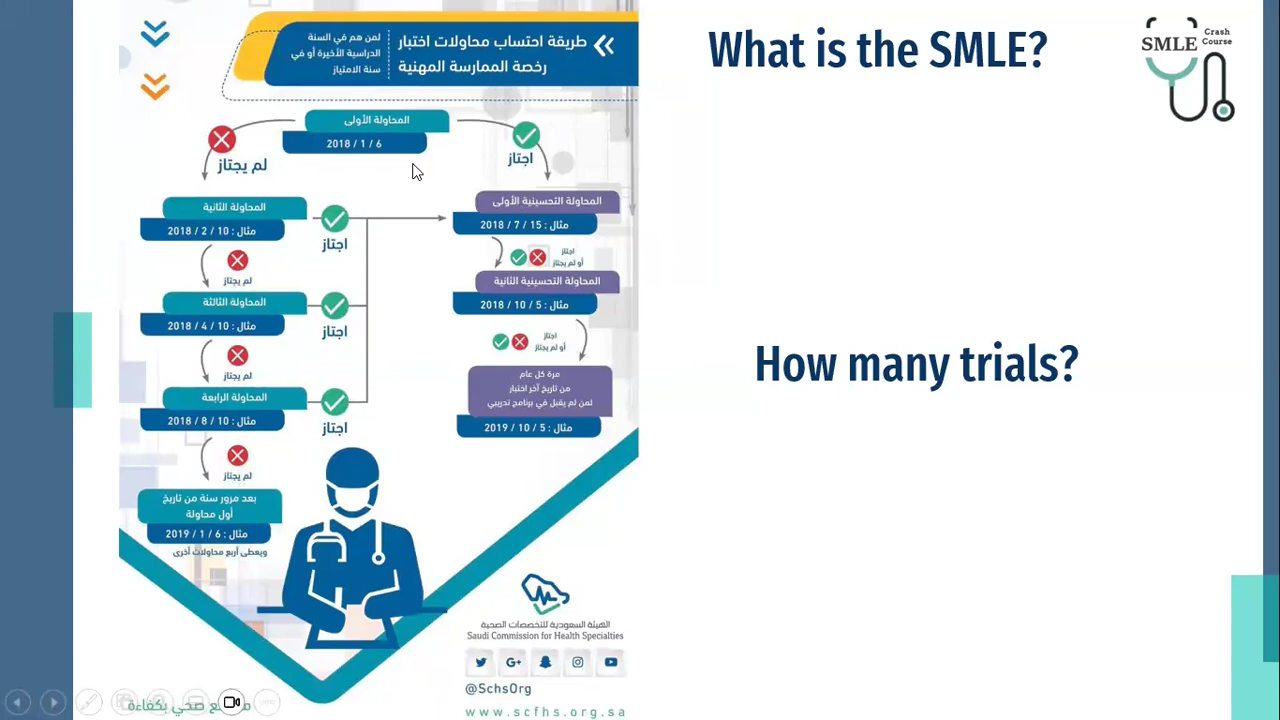 What is the SMLE?
SMLE
Crash
Course
How many trials?
طريقة احتساب محاولات اختبار
رخصة الممارسة المهنية
لمن هم في السنة
الدراسية الأخيرة أو في
سنة الامتياز
المحاولة الأولى
2018 / 1 / 6
اجتاز
لم يجتاز
المحاولة التحسينية الأولى
مثال : 15 / 7 / 2018
اجتاز
أو لم يجتاز
المحاولة التحسينية الثانية
مثال : 5 / 10 / 2018
اجتاز
أو لم يجتاز
مرة كل عام
من تاريخ آخر اختبار
لمن لم يقبل في برنامج تدريبي
مثال : 5 / 10 / 2019
المحاولة الثانية
مثال : 10 / 2 / 2018
اجتاز
لم يجتاز
المحاولة الثالثة
مثال : 10 / 4 / 2018
اجتاز
لم يجتاز
المحاولة الرابعة
مثال : 10 / 8 / 2018
اجتاز
لم يجتاز
بعد مرور سنة من تاريخ
أول محاولة
مثال : 6 / 1 / 2019
ويعطى أربع محاولات أخرى
الهيئة السعودية للتخصصات الصحية
Saudi Commission for Health Specialties
@SchsOrg
www.scfhs.org.sa
صحي بكفاءة